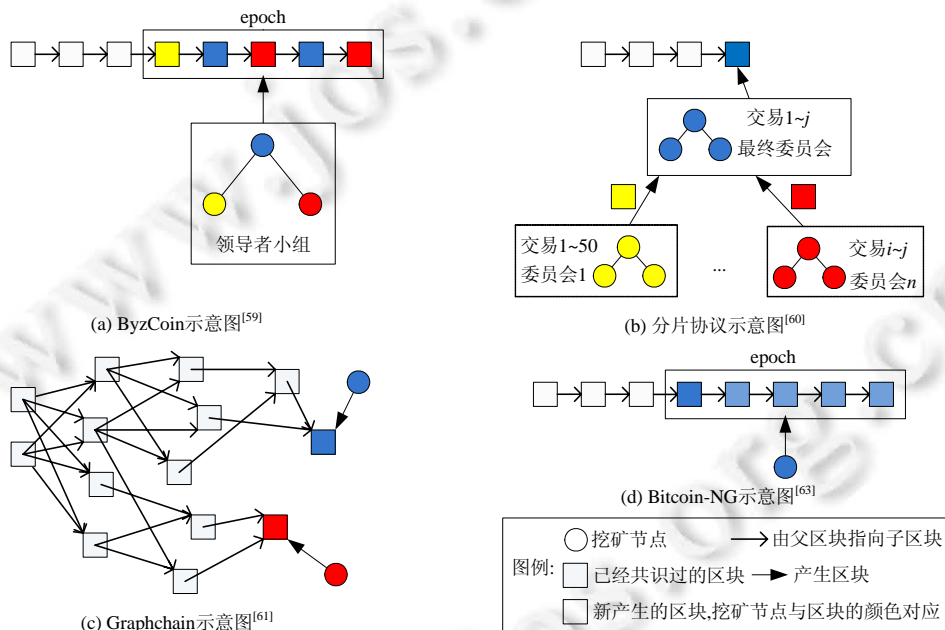 epoch
领导者小组
(a) ByzCoin示意图[59]
交易1~j
最终委员会
交易1~50
委员会1
...
交易i~j
委员会n
(b) 分片协议示意图[60]
(c) Graphchain示意图[61]
epoch
(d) Bitcoin-NG示意图[63]
图例:
挖矿节点
由父区块指向子区块
已经共识过的区块
产生区块
新产生的区块,挖矿节点与区块的颜色对应
www.jos.org.cn